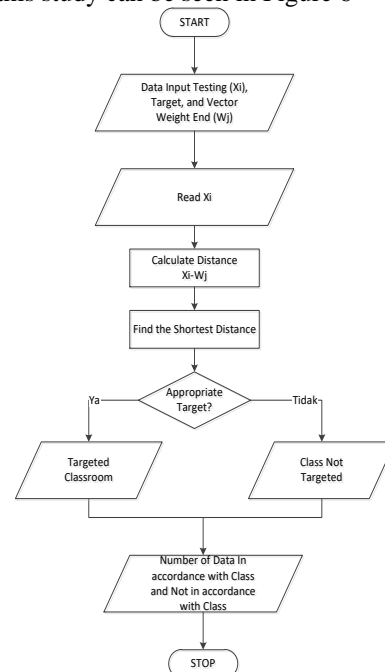 this study can be seen in Figure 6
START
Data Input Testing (Xi),
Target, and Vector
Weight End (Wj)
Read Xi
Calculate Distance
Xi-Wj
Find the Shortest Distance
Appropriate
Target?
Ya
Tidak
Targeted
Classroom
Class Not
Targeted
Number of Data In
accordance with Class
and Not in accordance
with Class
STOP